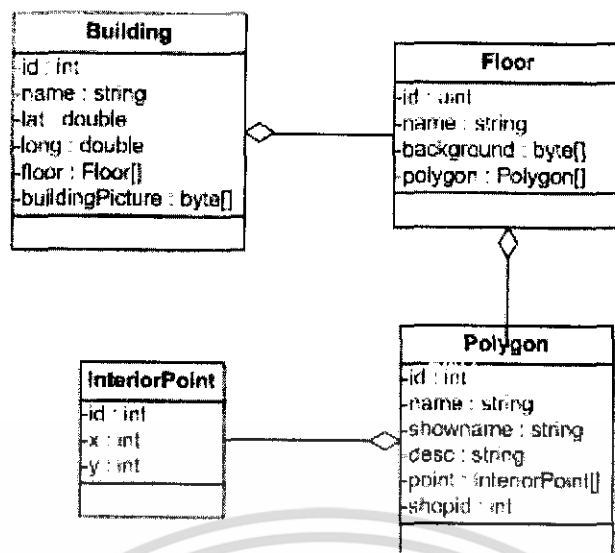 Building
-id : int
-name : string
-lat : double
-long : double
-floor : Floor[]
-buildingPicture : byte[]
Floor
-id : uint
-name : string
-background : byte[]
-polygon : Polygon[]
Polygon
-id : int
-name : string
-showname : string
-desc : string
-point : InteriorPoint[]
-shopid : int
InteriorPoint
-id : int
-x : int
-y : int